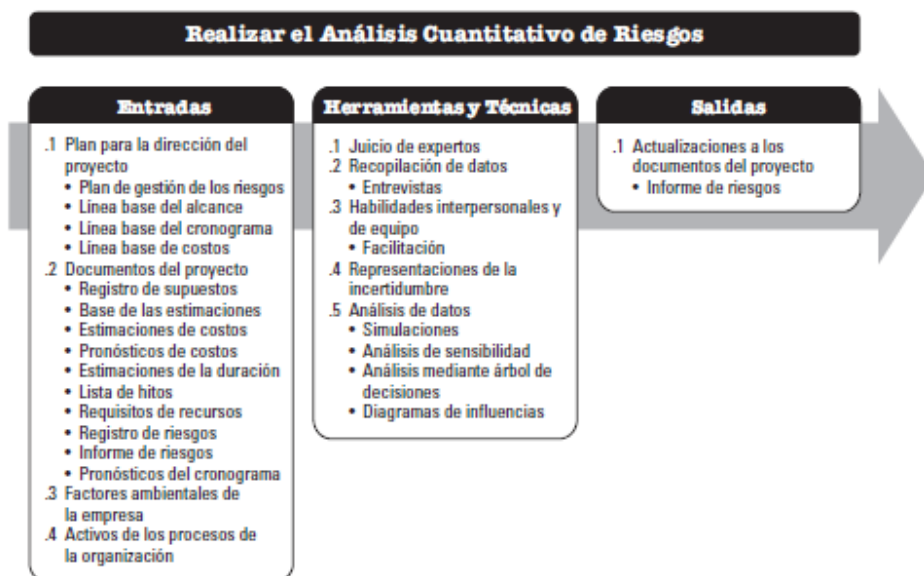 Realizar el Análisis Cuantitativo de Riesgos
Entradas
.1 Plan para la dirección del
proyecto
• Plan de gestión de los riesgos
• Línea base del alcance
• Línea base del cronograma
• Línea base de costos
.2 Documentos del proyecto
• Registro de supuestos
• Base de las estimaciones
• Estimaciones de costos
• Pronósticos de costos
• Estimaciones de la duración
• Lista de hitos
• Requisitos de recursos
• Registro de riesgos
• Informe de riesgos
• Pronósticos del cronograma
.3 Factores ambientales de
la empresa
.4 Activos de los procesos de
la organización
Herramientas y Técnicas
.1 Juicio de expertos
.2 Recopilación de datos
• Entrevistas
.3 Habilidades interpersonales y
de equipo
• Facilitación
.4 Representaciones de la
incertidumbre
.5 Análisis de datos
• Simulaciones
• Análisis de sensibilidad
• Análisis mediante árbol de
decisiones
• Diagramas de influencias
Salidas
.1 Actualizaciones a los
documentos del proyecto
• Informe de riesgos